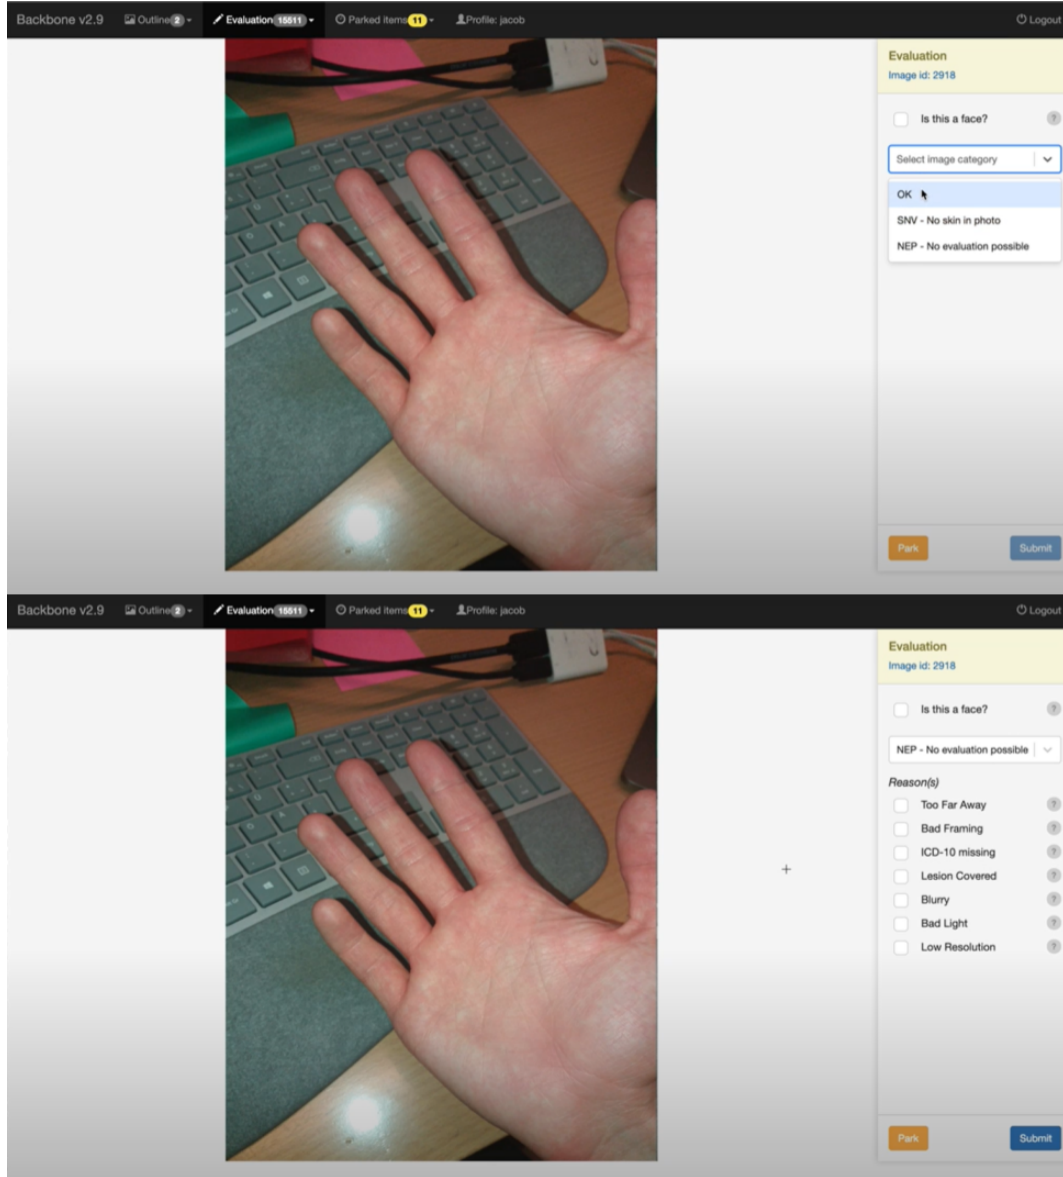 Backbone v2.9 Outline 2 Evaluation 15511 Parked items 11 Profile: jacob Logout
Evaluation
Image id: 2918
Is this a face? ?
Select image category
OK
SNV - No skin in photo
NEP - No evaluation possible
Park Submit
Backbone v2.9 Outline 2 Evaluation 15511 Parked items 11 Profile: jacob Logout
Evaluation
Image id: 2918
Is this a face? ?
NEP - No evaluation possible
Reason(s)
Too Far Away ?
Bad Framing ?
ICD-10 missing ?
Lesion Covered ?
Blurry ?
Bad Light ?
Low Resolution ?
Park Submit